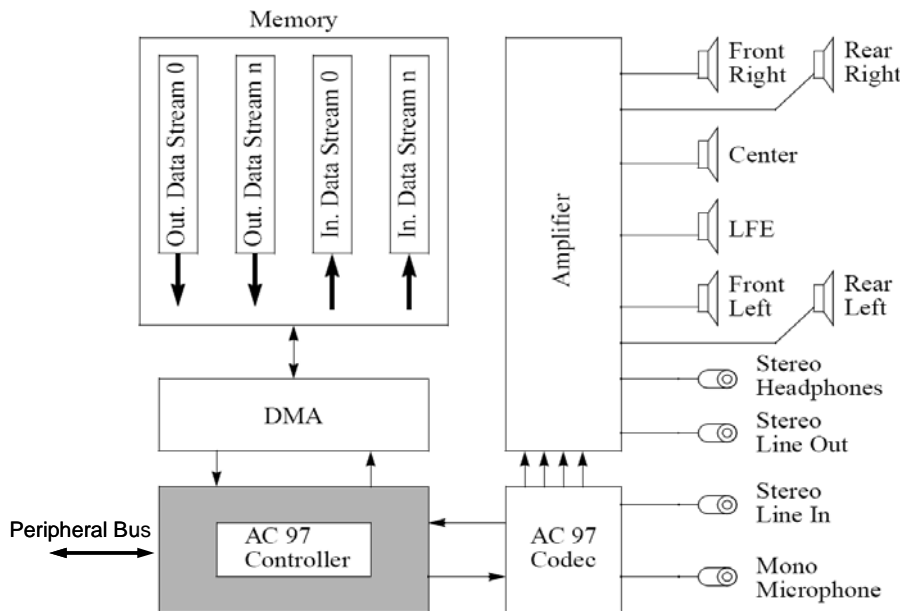 Memory
Out. Data Stream 0
Out. Data Stream n
In. Data Stream 0
In. Data Stream n
DMA
Peripheral Bus
AC 97
Controller
Amplifier
AC 97
Codec
Front
Right
Rear
Right
Center
LFE
Front
Left
Rear
Left
Stereo
Headphones
Stereo
Line Out
Stereo
Line In
Mono
Microphone